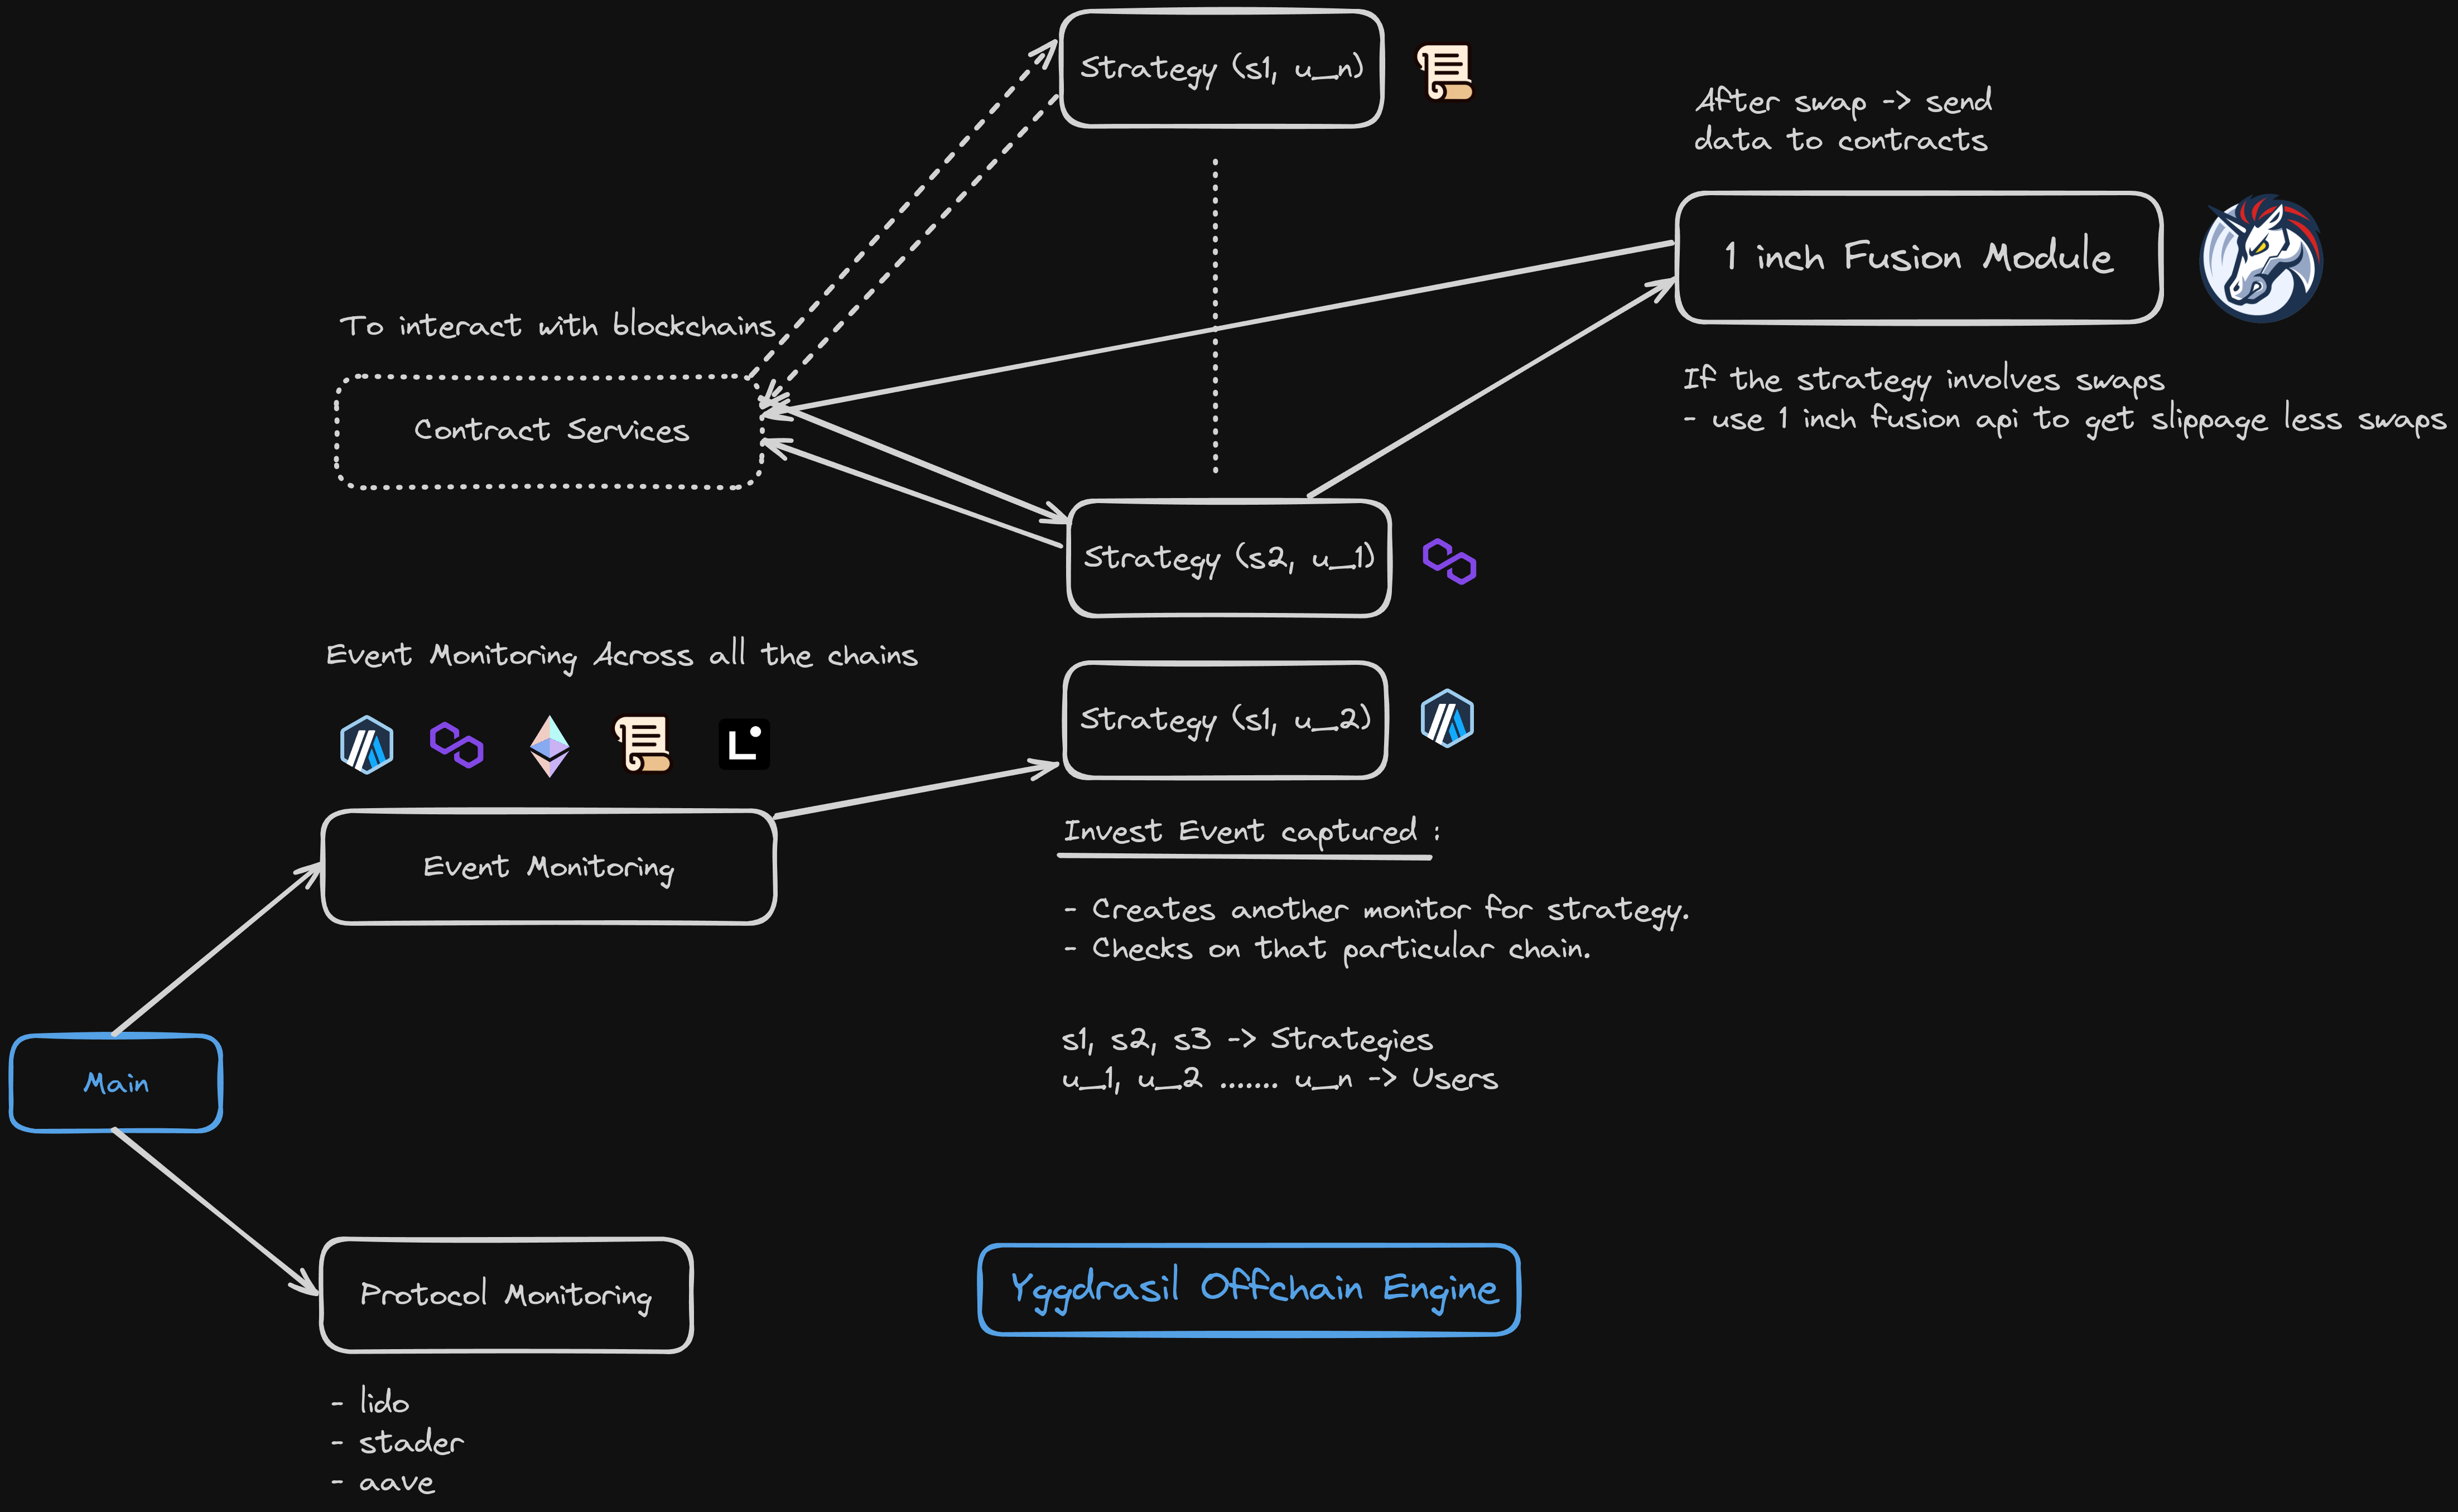 Strategy (s1, u_n)
After swap -> send
data to contracts
1 inch Fusion Module
To interact with blockchains
Contract Services
If the strategy involves swaps
- use 1 inch fusion api to get slippage less swaps
Strategy (s2, u_1)
Event Monitoring Across all the chains
Strategy (s1, u_2)
Event Monitoring
Invest Event captured :
- Creates another monitor for strategy.
- Checks on that particular chain.
s1, s2, s3 -> Strategies
u_1, u_2 ....... u_n -> Users
Main
Protocol Monitoring
Yggdrasil Offchain Engine
- lido
- stader
- aave